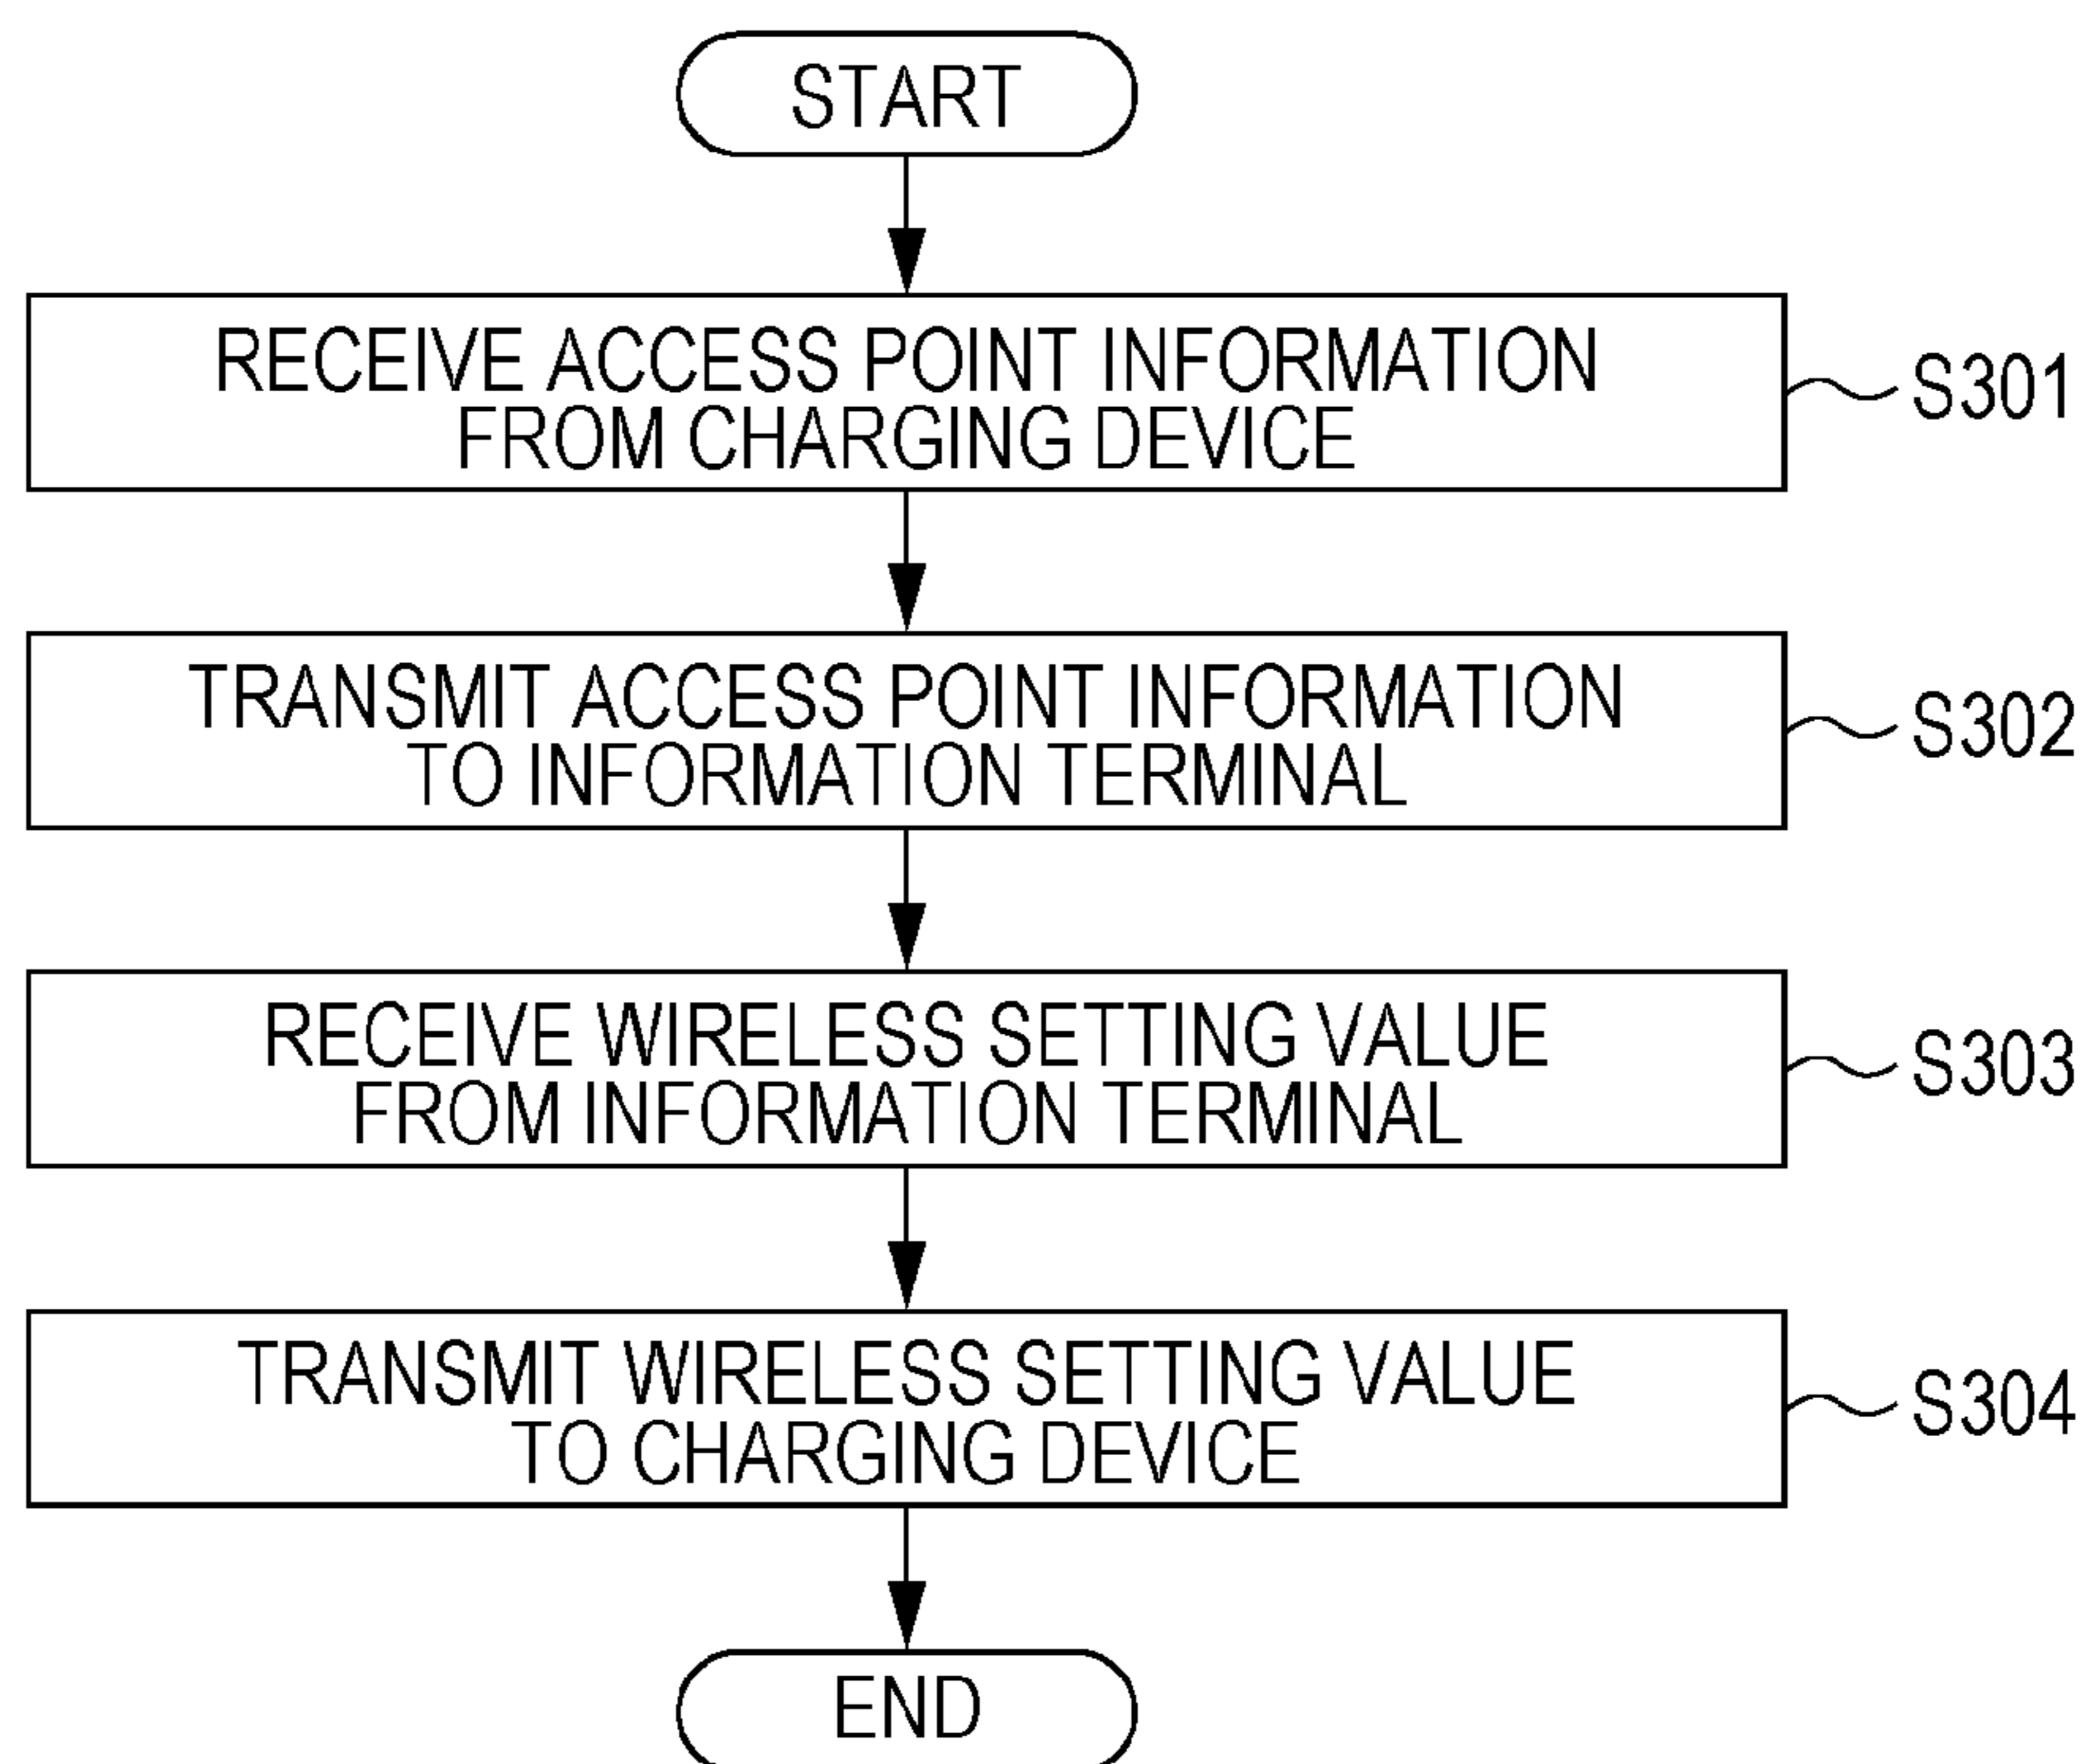 START
RECEIVE ACCESS POINT INFORMATION
FROM CHARGING DEVICE
S301
TRANSMIT ACCESS POINT INFORMATION
TO INFORMATION TERMINAL
S302
RECEIVE WIRELESS SETTING VALUE
FROM INFORMATION TERMINAL
S303
TRANSMIT WIRELESS SETTING VALUE
TO CHARGING DEVICE
S304
END